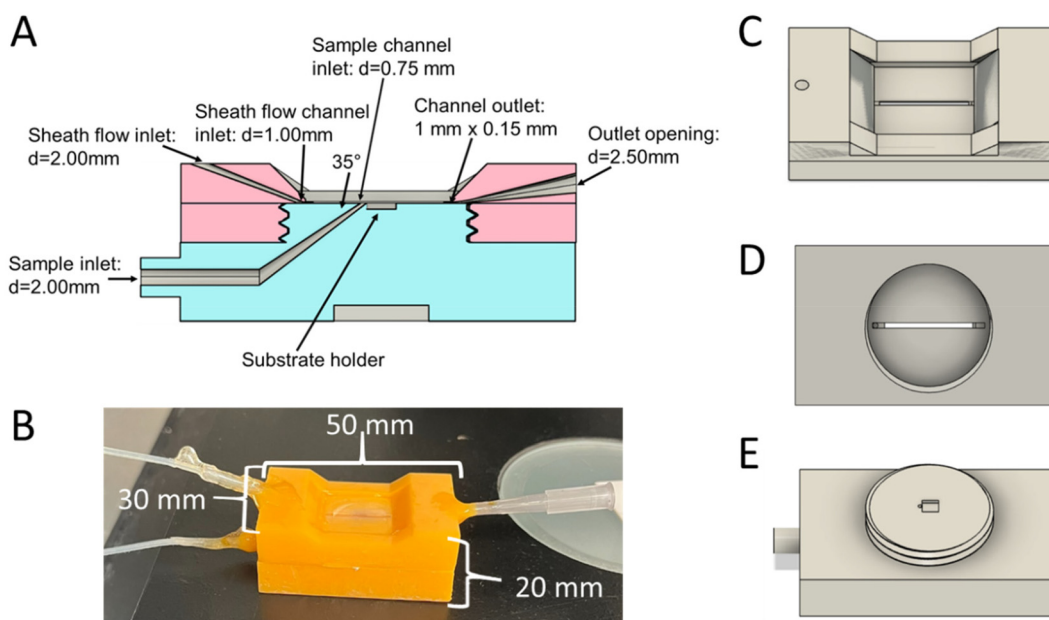 A
Sample channel
inlet: d=0.75 mm
Sheath flow channel
inlet: d=1.00mm
Channel outlet:
1 mm x 0.15 mm
Sheath flow inlet:
d=2.00mm
Outlet opening:
d=2.50mm
35°
Sample inlet:
d=2.00mm
Substrate holder
B
50 mm
30 mm
20 mm
C
D
E